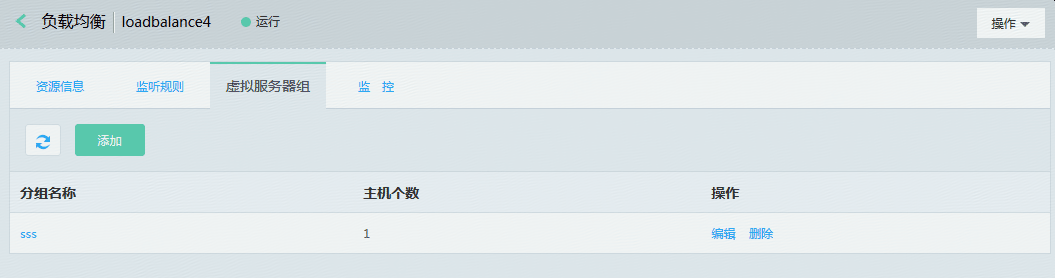 负载均衡 loadbalance4 运行 操作
资源信息 监听规则 虚拟服务器组 监 控
添加
分组名称 主机个数 操作
sss 1 编辑 删除